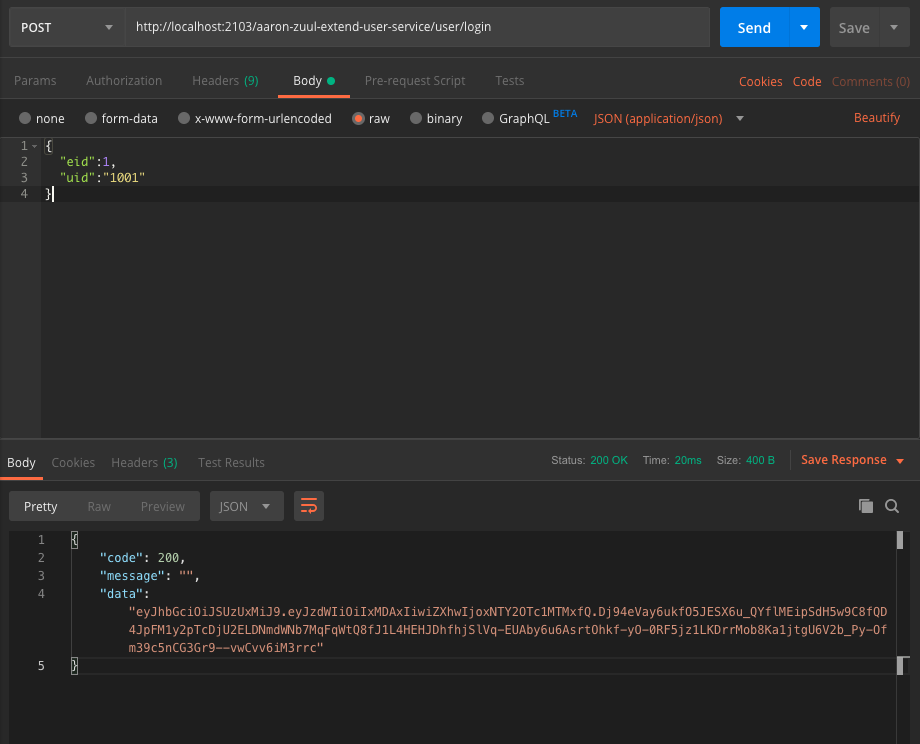 POST http://localhost:2103/aaron-zuul-extend-user-service/user/login Send Save
Params Authorization Headers (9) Body Pre-request Script Tests Cookies Code Comments (0)
none form-data x-www-form-urlencoded raw binary GraphQL BETA JSON (application/json) Beautify
1 {
2 "eid":1,
3 "uid":"1001"
4 }
Body Cookies Headers (3) Test Results Status: 200 OK Time: 20ms Size: 400 B Save Response
Pretty Raw Preview JSON
1 {
2 "code": 200,
3 "message": "",
4 "data":
"eyJhbGciOiJSUzUxMiJ9.eyJzdWIiOiIxMDAxIiwiZXhwIjoxNTY2OTc1MTMxfQ.Dj94eVay6ukfO5JESX6u_QYflMEipSdH5w9C8fQD
4JpFM1y2pTcDjU2ELDNmdWNb7MqFqWtQ8fJ1L4HEHJDhfhjSlVq-EUAby6u6AsrtOhkf-yO-0RF5jz1LKDrrMob8Ka1jtgU6V2b_Py-Of
m39c5nCG3Gr9--vwCvv6iM3rrc"
5 }